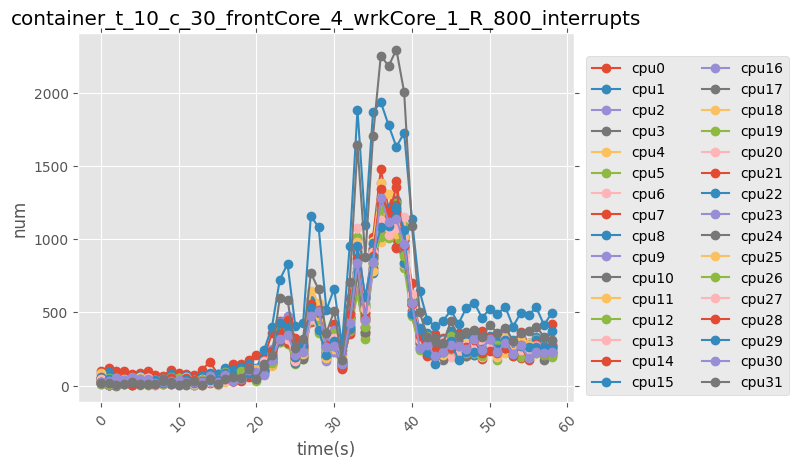 container_t_10_c_30_frontCore_4_wrkCore_1_R_800_interrupts
num
2000
1500
1000
500
0
0
10
20
30
40
50
60
time(s)
cpu0
cpu1
cpu2
cpu3
cpu4
cpu5
cpu6
cpu7
cpu8
cpu9
cpu10
cpu11
cpu12
cpu13
cpu14
cpu15
cpu16
cpu17
cpu18
cpu19
cpu20
cpu21
cpu22
cpu23
cpu24
cpu25
cpu26
cpu27
cpu28
cpu29
cpu30
cpu31